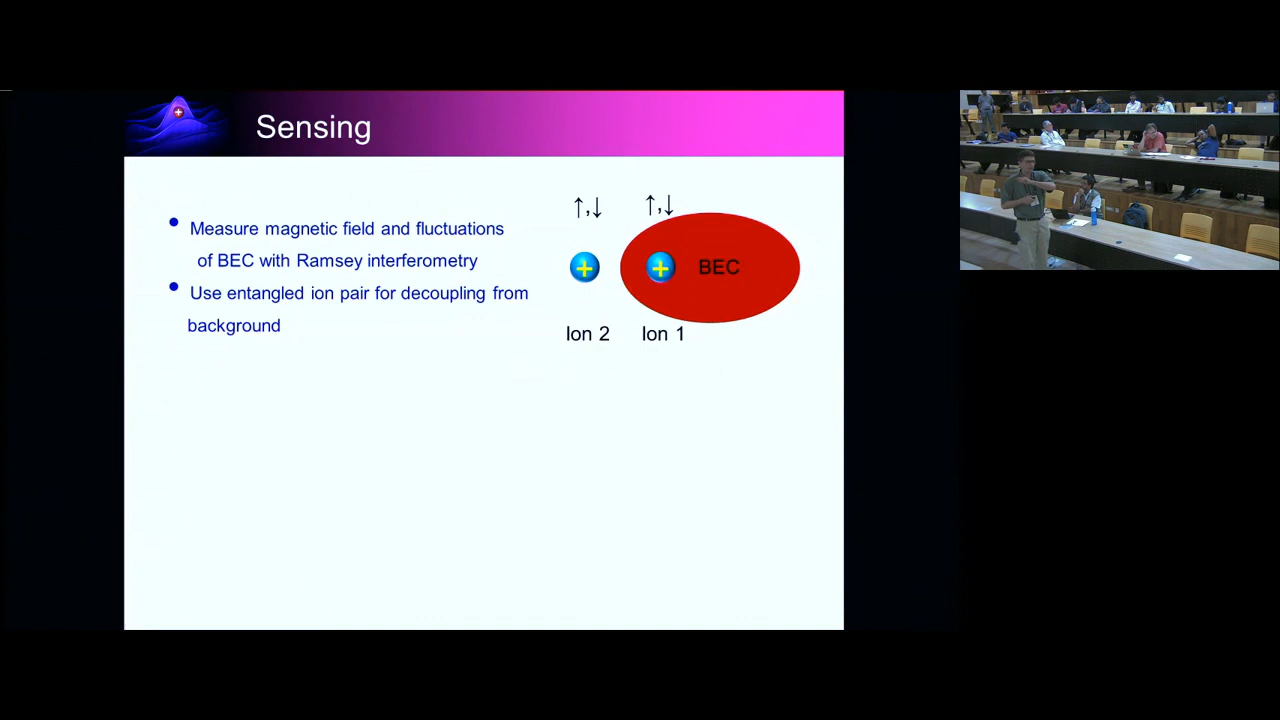 Sensing
• Measure magnetic field and fluctuations
of BEC with Ramsey interferometry
• Use entangled ion pair for decoupling from
background
↑,↓ ↑,↓
+ + BEC
Ion 2 Ion 1